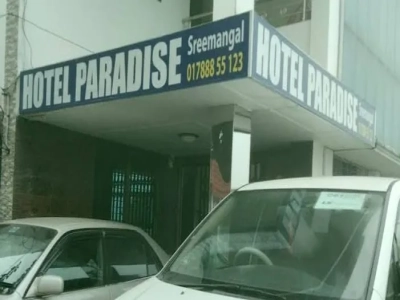 HOTEL PARADISE
Sreemangal
017888 55 123
HOTEL PARADISE